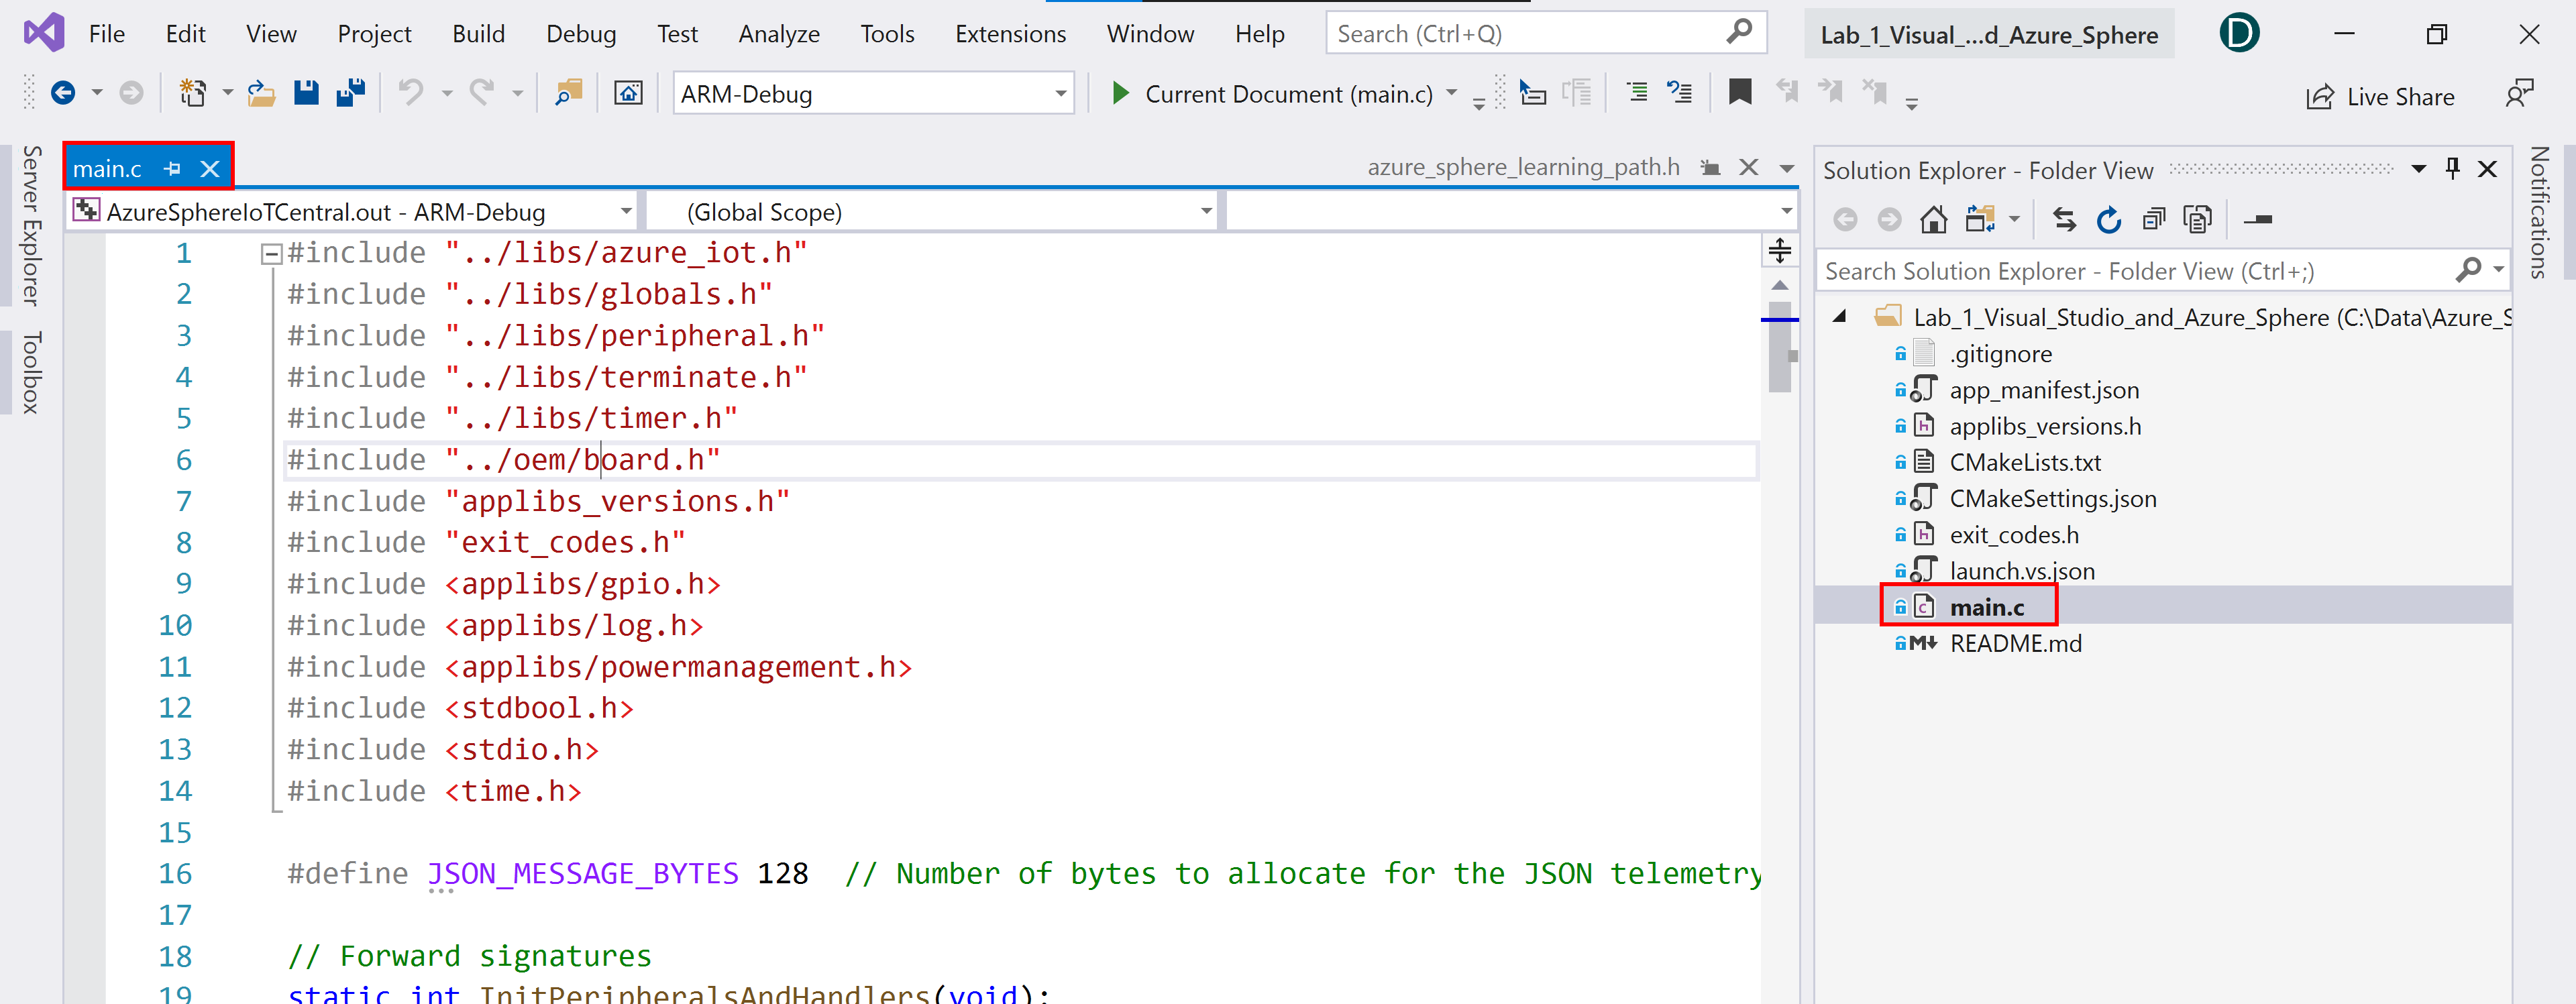 File Edit View Project Build Debug Test Analyze Tools Extensions Window Help Search (Ctrl+Q) Lab_1_Visual_...d_Azure_Sphere D
ARM-Debug Current Document (main.c) Live Share
Server Explorer
Toolbox
main.c azure_sphere_learning_path.h
AzureSphereIoTCentral.out - ARM-Debug (Global Scope)
1 #include "../libs/azure_iot.h"
2 #include "../libs/globals.h"
3 #include "../libs/peripheral.h"
4 #include "../libs/terminate.h"
5 #include "../libs/timer.h"
6 #include "../oem/board.h"
7 #include "applibs_versions.h"
8 #include "exit_codes.h"
9 #include <applibs/gpio.h>
10 #include <applibs/log.h>
11 #include <applibs/powermanagement.h>
12 #include <stdbool.h>
13 #include <stdio.h>
14 #include <time.h>
15
16 #define JSON_MESSAGE_BYTES 128 // Number of bytes to allocate for the JSON telemetry
17
18 // Forward signatures
19 static int InitPeripheralsAndHandlers(void);
Solution Explorer - Folder View
Search Solution Explorer - Folder View (Ctrl+;)
Lab_1_Visual_Studio_and_Azure_Sphere (C:\Data\Azure_S
.gitignore
app_manifest.json
applibs_versions.h
CMakeLists.txt
CMakeSettings.json
exit_codes.h
launch.vs.json
main.c
README.md
Notifications